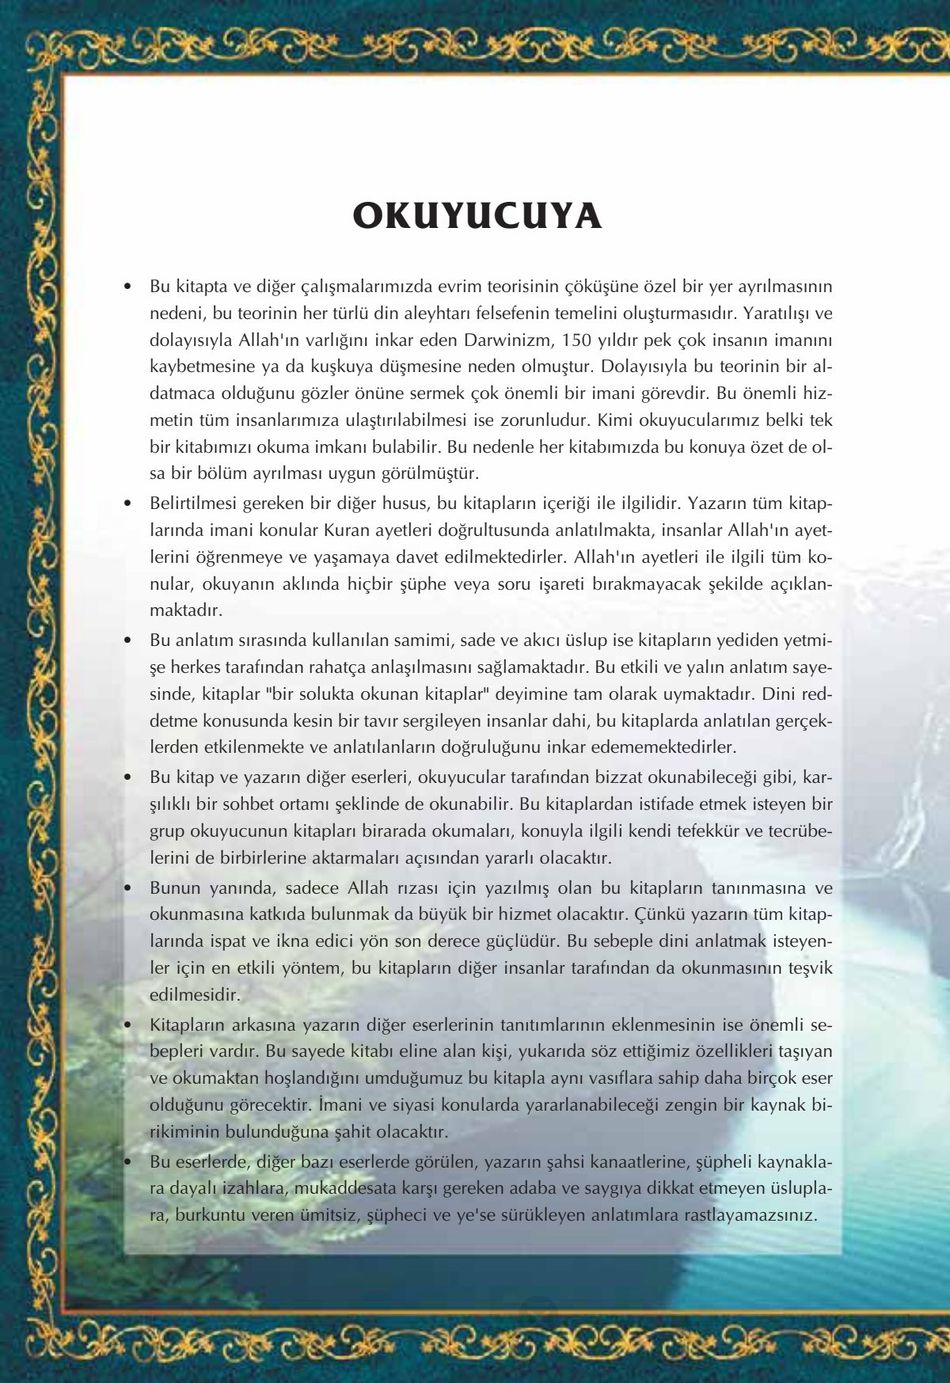 OKUYUCUYA
• Bu kitapta ve diğer çalışmalarımızda evrim teorisinin çöküşüne özel bir yer ayrılmasının
nedeni, bu teorinin her türlü din aleyhtarı felsefenin temelini oluşturmasıdır. Yaratılışı ve
dolayısıyla Allah'ın varlığını inkar eden Darwinizm, 150 yıldır pek çok insanın imanını
kaybetmesine ya da kuşkuya düşmesine neden olmuştur. Dolayısıyla bu teorinin bir al-
datmaca olduğunu gözler önüne sermek çok önemli bir imani görevdir. Bu önemli hiz-
metin tüm insanlarımıza ulaştırılabilmesi ise zorunludur. Kimi okuyucularımız belki tek
bir kitabımızı okuma imkanı bulabilir. Bu nedenle her kitabımızda bu konuya özet de ol-
sa bir bölüm ayrılması uygun görülmüştür.
• Belirtilmesi gereken bir diğer husus, bu kitapların içeriği ile ilgilidir. Yazarın tüm kitap-
larında imani konular Kuran ayetleri doğrultusunda anlatılmakta, insanlar Allah'ın ayet-
lerini öğrenmeye ve yaşamaya davet edilmektedirler. Allah'ın ayetleri ile ilgili tüm ko-
nular, okuyanın aklında hiçbir şüphe veya soru işareti bırakmayacak şekilde açıklan-
maktadır.
• Bu anlatım sırasında kullanılan samimi, sade ve akıcı üslup ise kitapların yediden yetmi-
şe herkes tarafından rahatça anlaşılmasını sağlamaktadır. Bu etkili ve yalın anlatım saye-
sinde, kitaplar "bir solukta okunan kitaplar" deyimine tam olarak uymaktadır. Dini red-
detme konusunda kesin bir tavır sergileyen insanlar dahi, bu kitaplarda anlatılan gerçek-
lerden etkilenmekte ve anlatılanların doğruluğunu inkar edememektedirler.
• Bu kitap ve yazarın diğer eserleri, okuyucular tarafından bizzat okunabileceği gibi, kar-
şılıklı bir sohbet ortamı şeklinde de okunabilir. Bu kitaplardan istifade etmek isteyen bir
grup okuyucunun kitapları birarada okumaları, konuyla ilgili kendi tefekkür ve tecrübe-
lerini de birbirlerine aktarmaları açısından yararlı olacaktır.
• Bunun yanında, sadece Allah rızası için yazılmış olan bu kitapların tanınmasına ve
okunmasına katkıda bulunmak da büyük bir hizmet olacaktır. Çünkü yazarın tüm kitap-
larında ispat ve ikna edici yön son derece güçlüdür. Bu sebeple dini anlatmak isteyen-
ler için en etkili yöntem, bu kitapların diğer insanlar tarafından da okunmasının teşvik
edilmesidir.
• Kitapların arkasına yazarın diğer eserlerinin tanıtımlarının eklenmesinin ise önemli se-
bepleri vardır. Bu sayede kitabı eline alan kişi, yukarıda söz ettiğimiz özellikleri taşıyan
ve okumaktan hoşlandığını umduğumuz bu kitapla aynı vasıflara sahip daha birçok eser
olduğunu görecektir. İmani ve siyasi konularda yararlanabileceği zengin bir kaynak bi-
rikiminin bulunduğuna şahit olacaktır.
• Bu eserlerde, diğer bazı eserlerde görülen, yazarın şahsi kanaatlerine, şüpheli kaynakla-
ra dayalı izahlara, mukaddesata karşı gereken adaba ve saygıya dikkat etmeyen üslupla-
ra, burkuntu veren ümitsiz, şüpheci ve ye'se sürükleyen anlatımlara rastlayamazsınız.